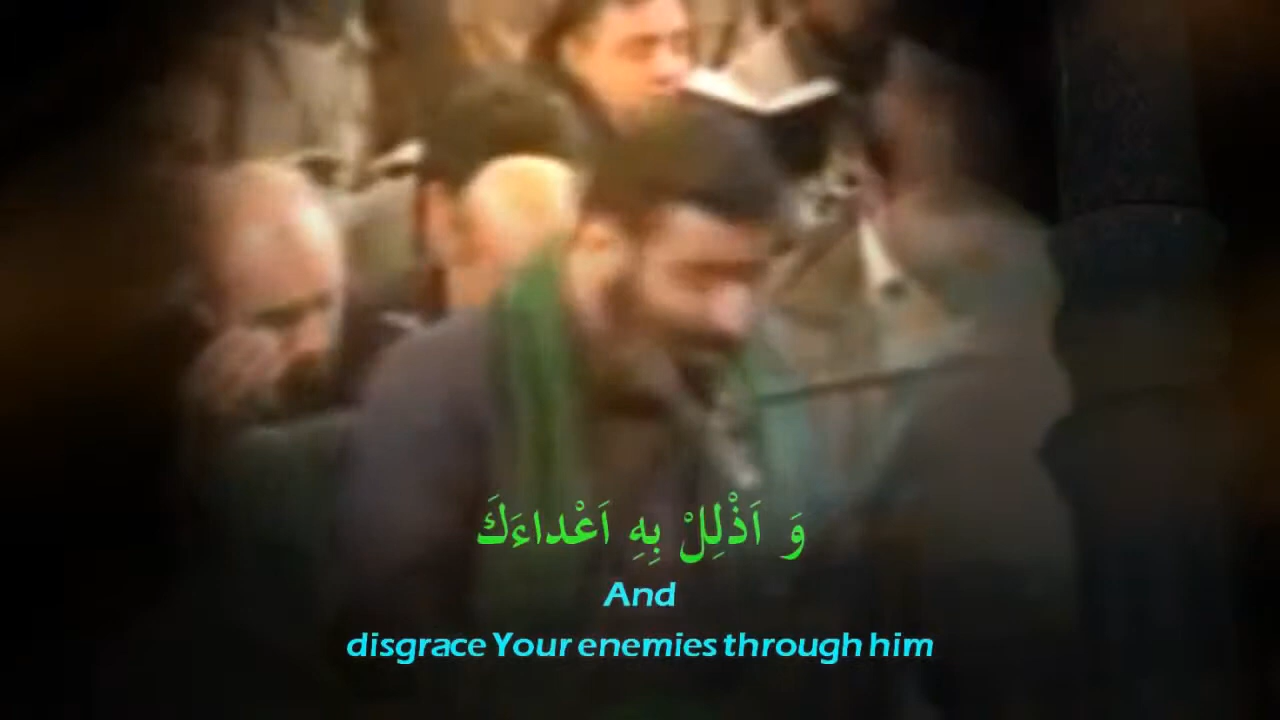 وَ اَذْلِلْ بِهِ اَعْداءَكَ
And
disgrace Your enemies through him